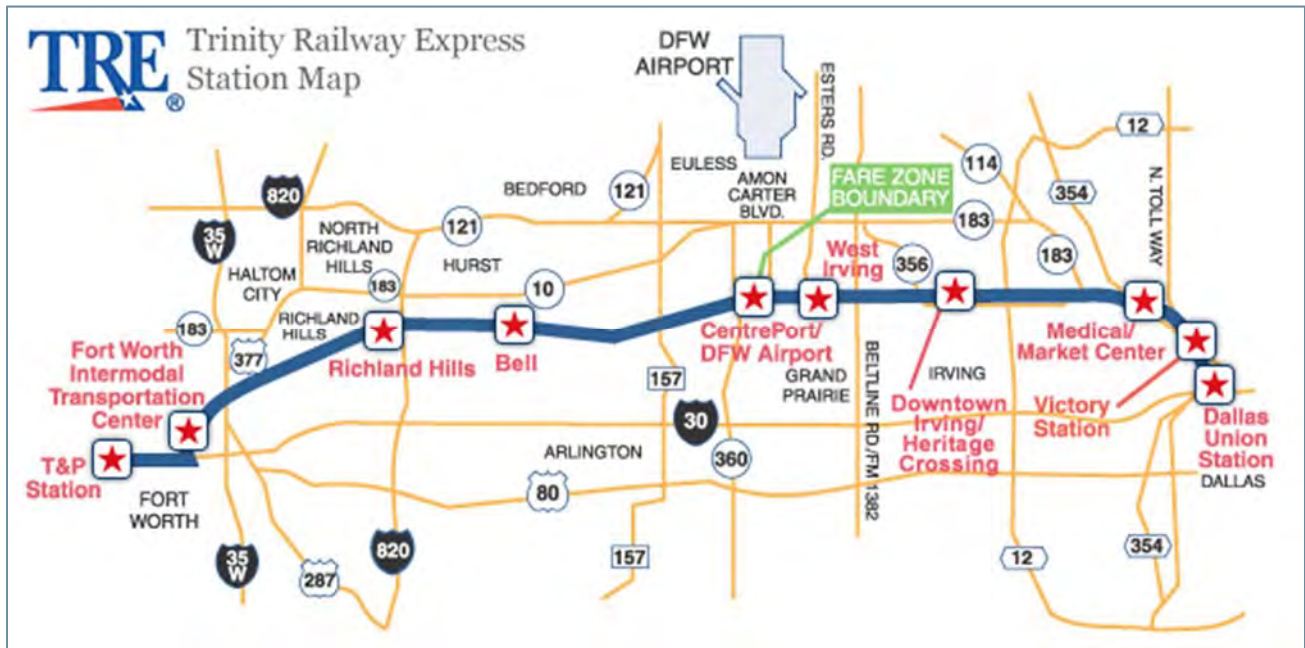 TRE®
Trinity Railway Express
Station Map
DFW
AIRPORT
ESTERS RD.
12
820
BEDFORD
121
EULESS
AMON
CARTER
BLVD.
FARE ZONE
BOUNDARY
114
354
N. TOLL WAY
35
W
NORTH
RICHLAND
HILLS
121
HURST
183
West
Irving
356
183
HALTOM
CITY
183
10
183
RICHLAND
HILLS
377
Fort Worth
Intermodal
Transportation
Center
Richland Hills
Bell
CentrePort/
DFW Airport
Medical/
Market Center
157
GRAND
PRAIRIE
BELTLINE RD./FM 1382
IRVING
30
Downtown
Irving/
Heritage
Crossing
Victory
Station
Dallas
Union
Station
DALLAS
T&P
Station
ARLINGTON
360
FORT
WORTH
80
35
W
287
820
157
12
354